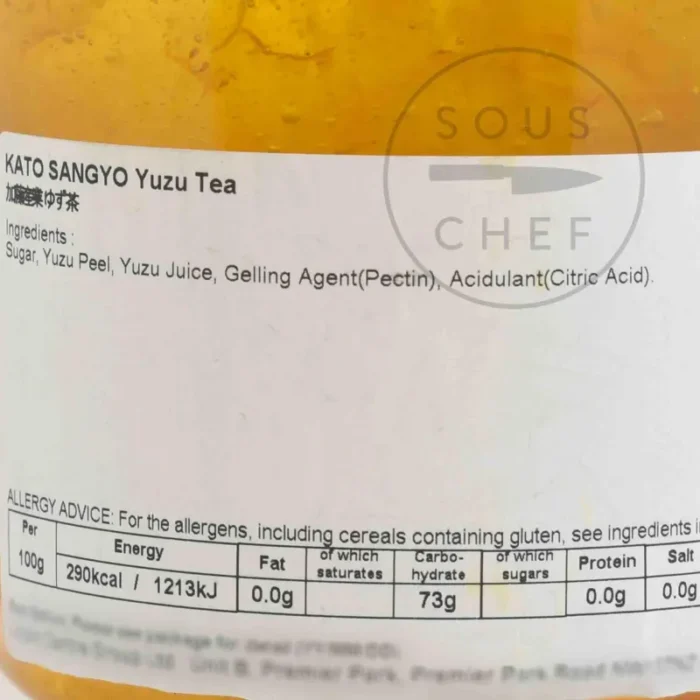 SOUS
CHEF
KATO SANGYO Yuzu Tea
加藤産業 ゆず茶
Ingredients :
Sugar, Yuzu Peel, Yuzu Juice, Gelling Agent(Pectin), Acidulant(Citric Acid).
ALLERGY ADVICE: For the allergens, including cereals containing gluten, see ingredients
Per 100g
Energy
Fat
of which saturates
Carbo-hydrate
of which sugars
Protein
Salt
290kcal / 1213kJ
0.0g
73g
0.0g
0.0g